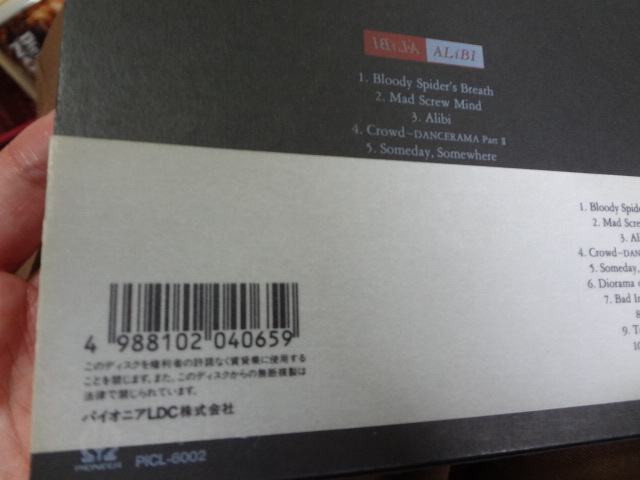 ALiBI ALiBI
1. Bloody Spider's Breath
2. Mad Screw Mind
3. Alibi
4. Crowd~DANCERAMA Part Ⅱ
5. Someday, Somewhere
1. Bloody
2. Mad
3.
4. Crowd~
5. Someday,
6. Diorama
7. Bad
8
9.
10
4 988102 040659
このディスクを権利者の許諾なく賃貸業に使用する
ことを禁じます。また、このディスクからの無断複製は
法律で禁じられています。
パイオニアLDC株式会社
PIONEER PICL-6002